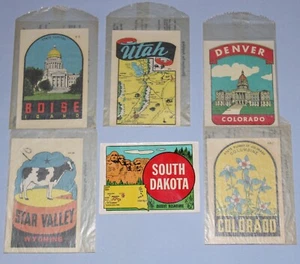 BOISE
IDAHO
Utah
DENVER
COLORADO
STAR VALLEY
WYOMING
SOUTH
DAKOTA
COLORADO